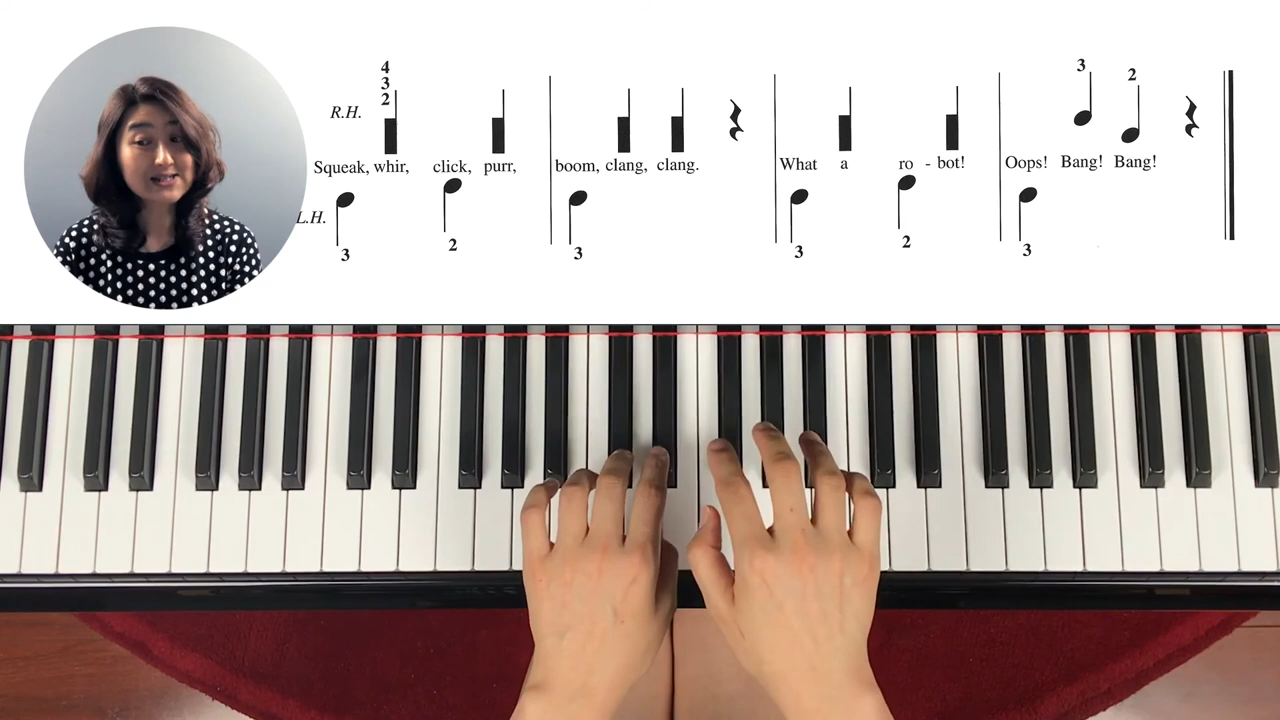 4
3
2
3
2
R.H.
Squeak, whir, click, purr, boom, clang, clang. What a ro - bot! Oops! Bang! Bang!
L.H.
3 2 3 3 2 3